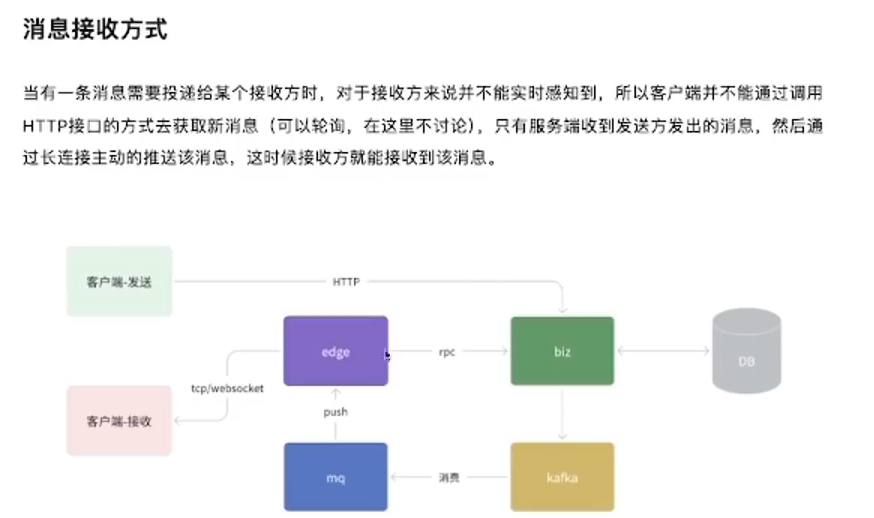 消息接收方式
当有一条消息需要投递给某个接收方时，对于接收方来说并不能实时感知到，所以客户端并不能通过调用
HTTP接口的方式去获取新消息（可以轮询，在这里不讨论），只有服务端收到发送方发出的消息，然后通
过长连接主动的推送该消息，这时候接收方就能接收到该消息。
客户端-发送
HTTP
edge
rpc
biz
DB
tcp/websocket
客户端-接收
push
mq
消费
kafka